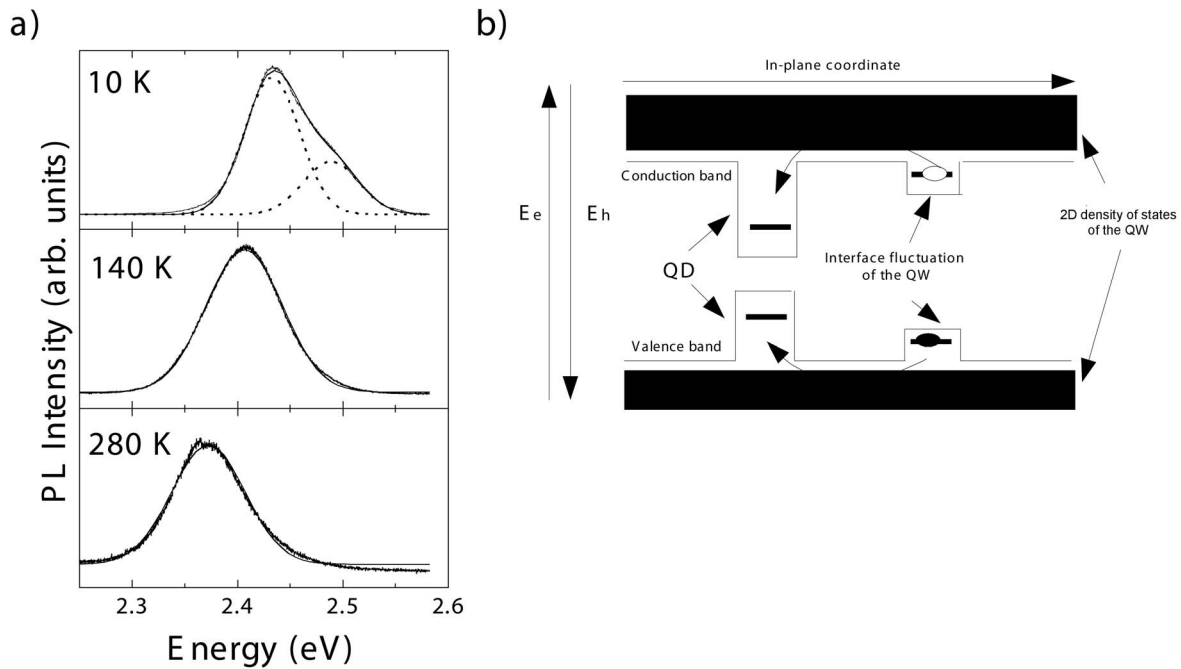 a)
10 K
140 K
280 K
PL Intensity (arb. units)
2.3 2.4 2.5 2.6
Energy (eV)
b)
In-plane coordinate
Conduction band
Ee
Eh
2D density of states
of the QW
QD
Interface fluctuation
of the QW
Valence band